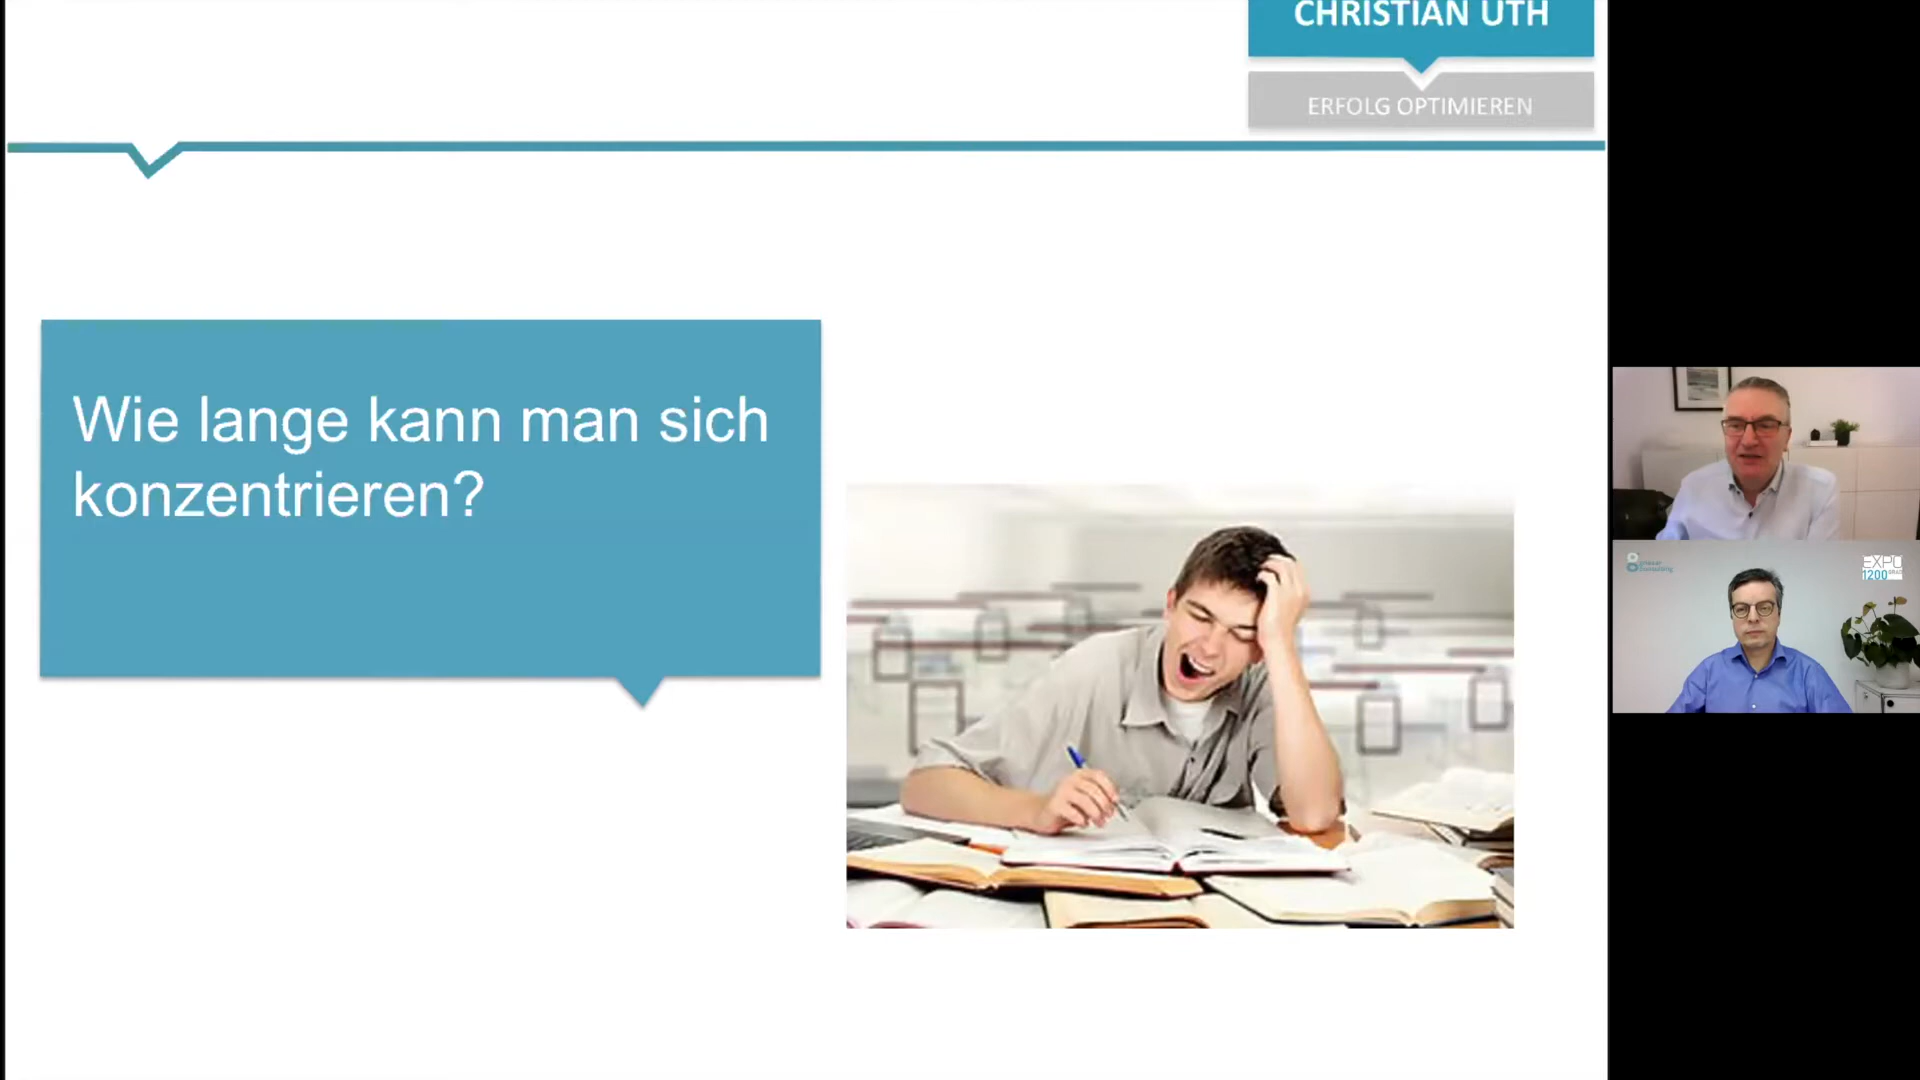 CHRISTIAN UTH
ERFOLG OPTIMIEREN
Wie lange kann man sich
konzentrieren?
EXPO
1200